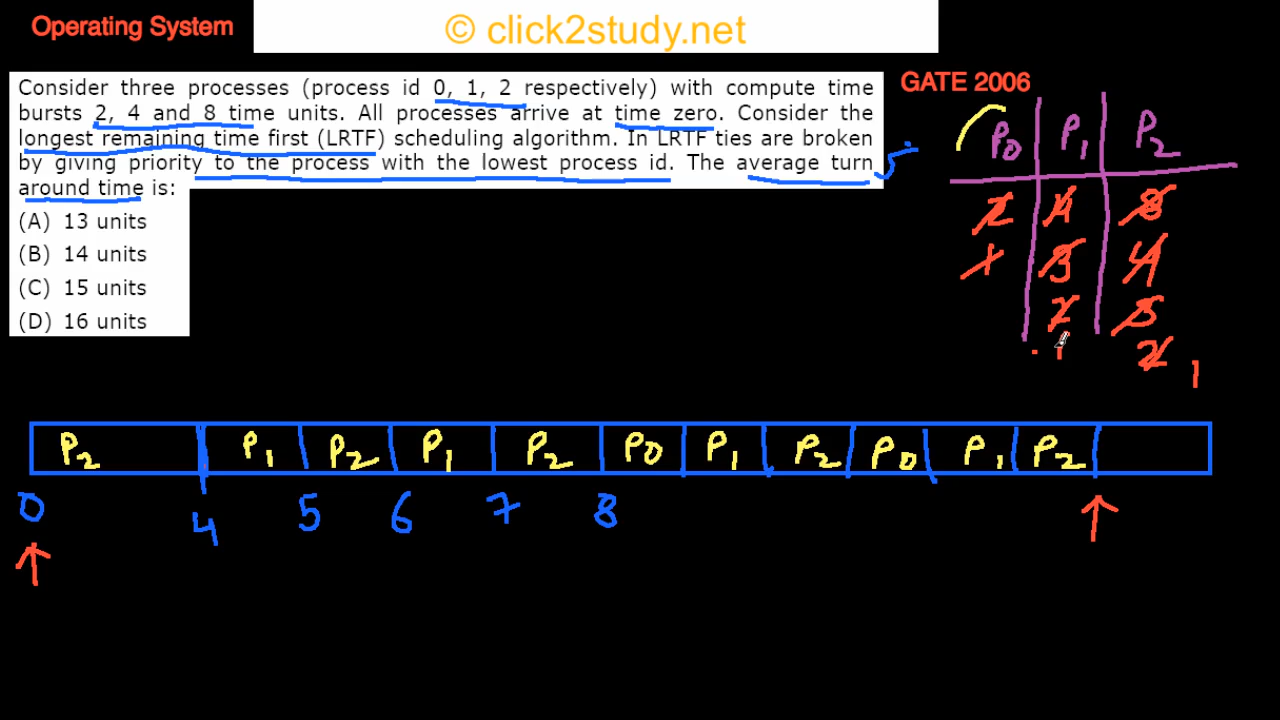 Operating System
© click2study.net
Consider three processes (process id 0, 1, 2 respectively) with compute time
bursts 2, 4 and 8 time units. All processes arrive at time zero. Consider the
longest remaining time first (LRTF) scheduling algorithm. In LRTF ties are broken
by giving priority to the process with the lowest process id. The average turn
around time is:
(A) 13 units
(B) 14 units
(C) 15 units
(D) 16 units
GATE 2006
P0 P1 P2
2 4 8
1 3 4
2 3
1 2 1
P2 P1 P2 P1 P2 P0 P1 P2 P0 P1 P2
0 4 5 6 7 8